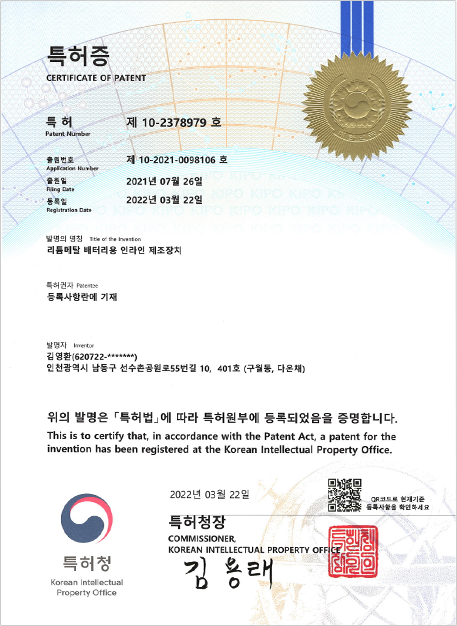 특허증
CERTIFICATE OF PATENT
특 허 제 10-2378979 호
Patent Number
출원번호 제 10-2021-0098106 호
Application Number
출원일 2021년 07월 26일
Filing Date
등록일 2022년 03월 22일
Registration Date
발명의 명칭 Title of the Invention
리튬메탈 배터리용 인라인 제조장치
특허권자 Patentee
등록사항란에 기재
발명자 Inventor
김영환(620722-*******)
인천광역시 남동구 선수촌공원로55번길 10, 401호 (구월동, 다온채)
위의 발명은 「특허법」에 따라 특허원부에 등록되었음을 증명합니다.
This is to certify that, in accordance with the Patent Act, a patent for the
invention has been registered at the Korean Intellectual Property Office.
2022년 03월 22일
QR코드로 현재기준
등록사항을 확인하세요
특허청장
COMMISSIONER,
KOREAN INTELLECTUAL PROPERTY OFFICE
김용래
특허청
Korean Intellectual
Property Office